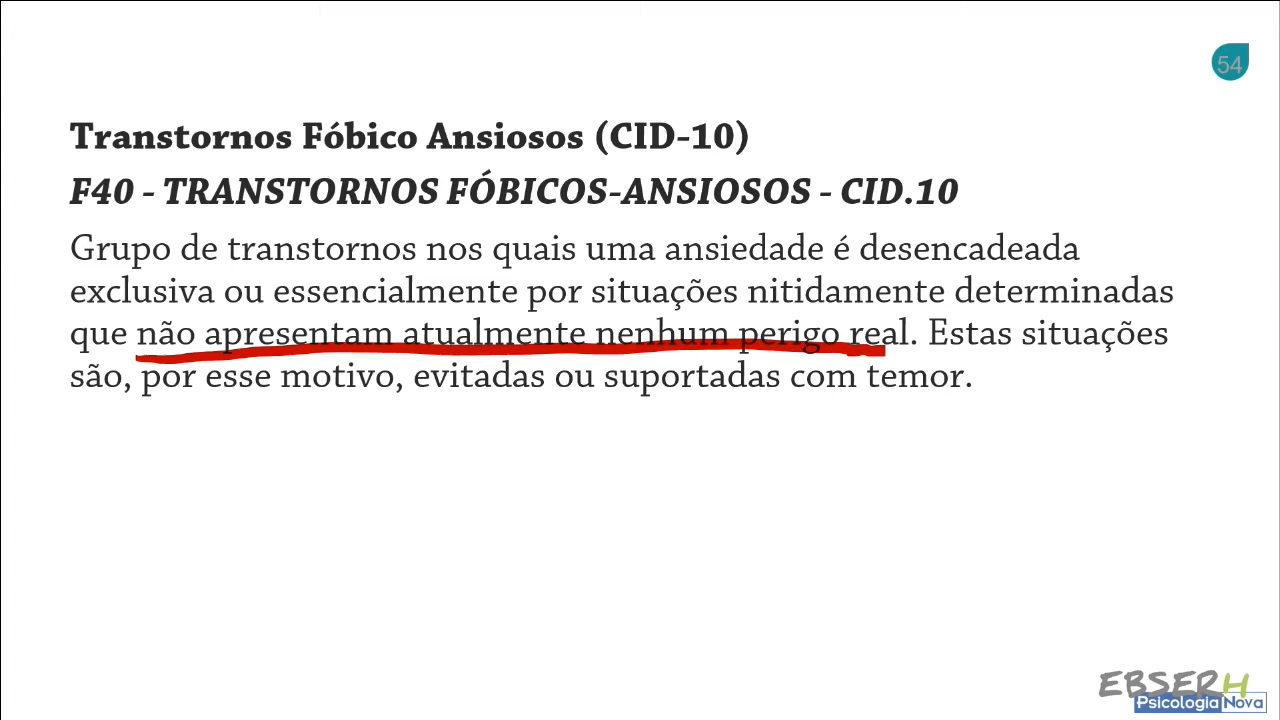 54
Transtornos Fóbico Ansiosos (CID-10)
F40 - TRANSTORNOS FÓBICOS-ANSIOSOS - CID.10
Grupo de transtornos nos quais uma ansiedade é desencadeada
exclusiva ou essencialmente por situações nitidamente determinadas
que não apresentam atualmente nenhum perigo real. Estas situações
são, por esse motivo, evitadas ou suportadas com temor.
EBSERH
Psicologia Nova